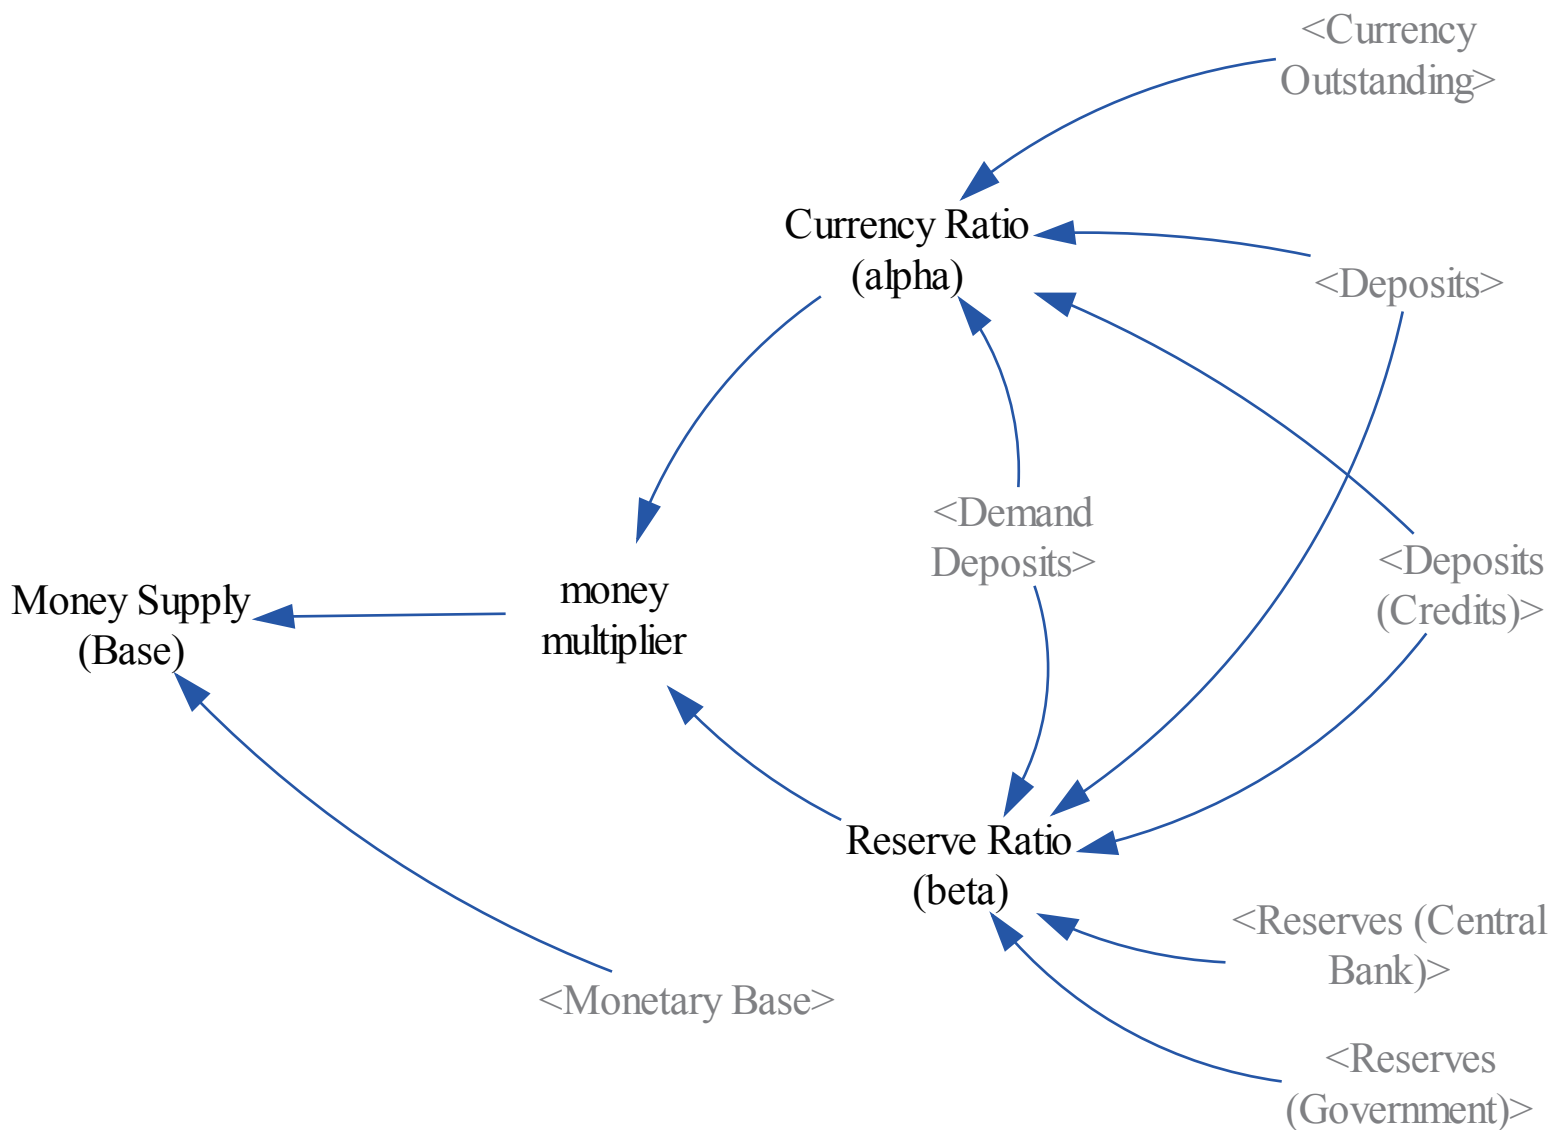 <Currency
Outstanding>
Currency Ratio
(alpha)
<Deposits>
<Demand
Deposits>
<Deposits
(Credits)>
Money Supply
(Base)
money
multiplier
Reserve Ratio
(beta)
<Reserves (Central
Bank)>
<Monetary Base>
<Reserves
(Government)>